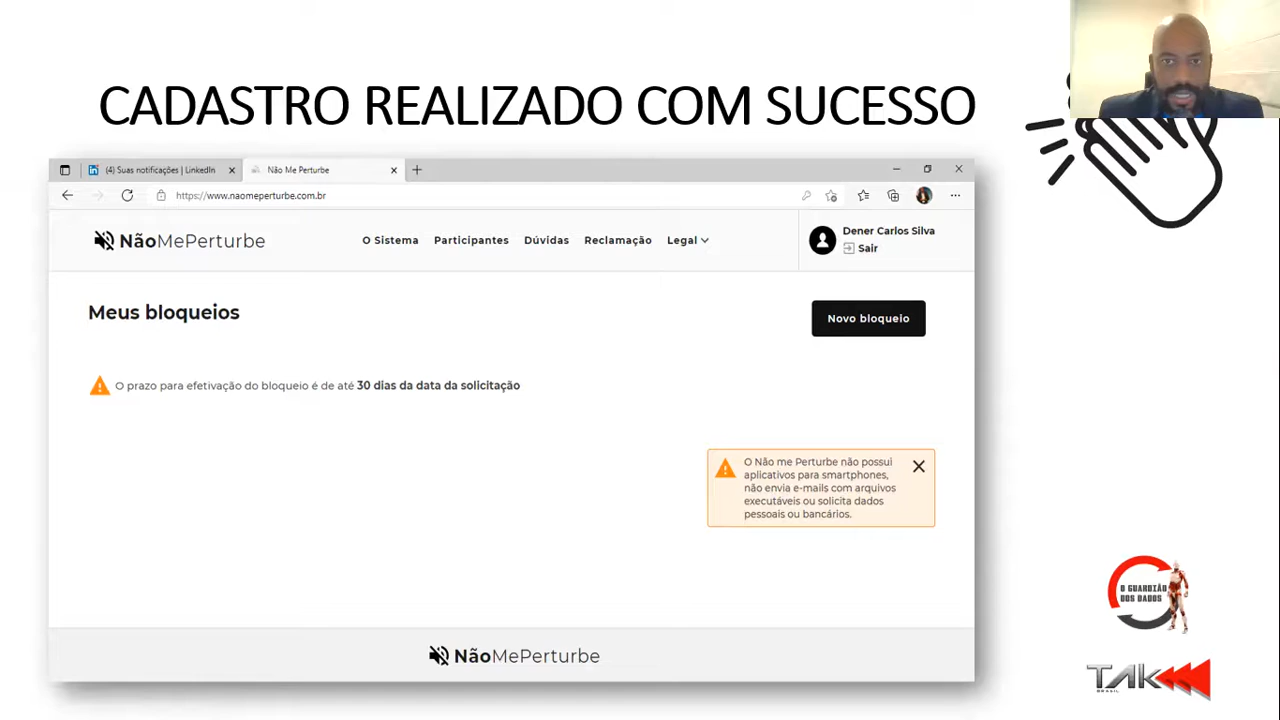 CADASTRO REALIZADO COM SUCESSO
(4) Suas notificações | LinkedIn
Não Me Perturbe
https://www.naomeperturbe.com.br
NãoMePerturbe
O Sistema
Participantes
Dúvidas
Reclamação
Legal
Dener Carlos Silva
Sair
Meus bloqueios
Novo bloqueio
O prazo para efetivação do bloqueio é de até 30 dias da data da solicitação
O Não me Perturbe não possui
aplicativos para smartphones,
não envia e-mails com arquivos
executáveis ou solicita dados
pessoais ou bancários.
O GUARDIÃO
DOS DADOS
NãoMePerturbe
TAK
BRASIL